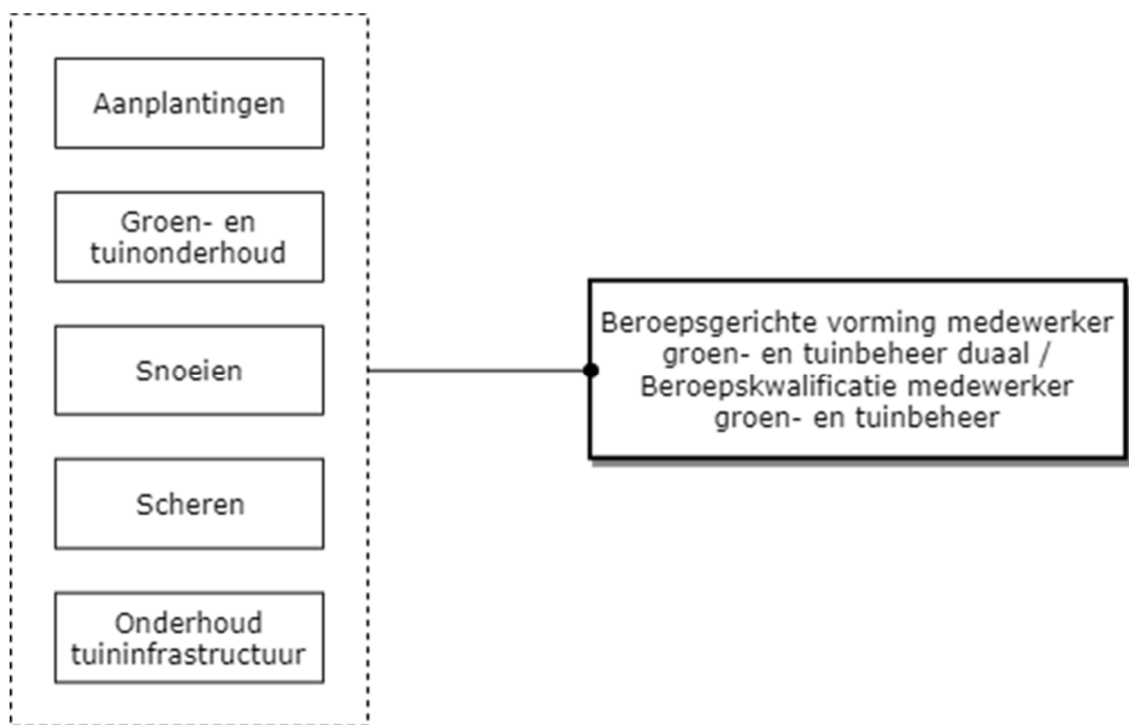 Aanplantingen
Groen- en
tuinonderhoud
Snoeien
Scheren
Onderhoud
tuininfrastructuur
Beroepsgerichte vorming medewerker
groen- en tuinbeheer duaal /
Beroepskwalificatie medewerker
groen- en tuinbeheer